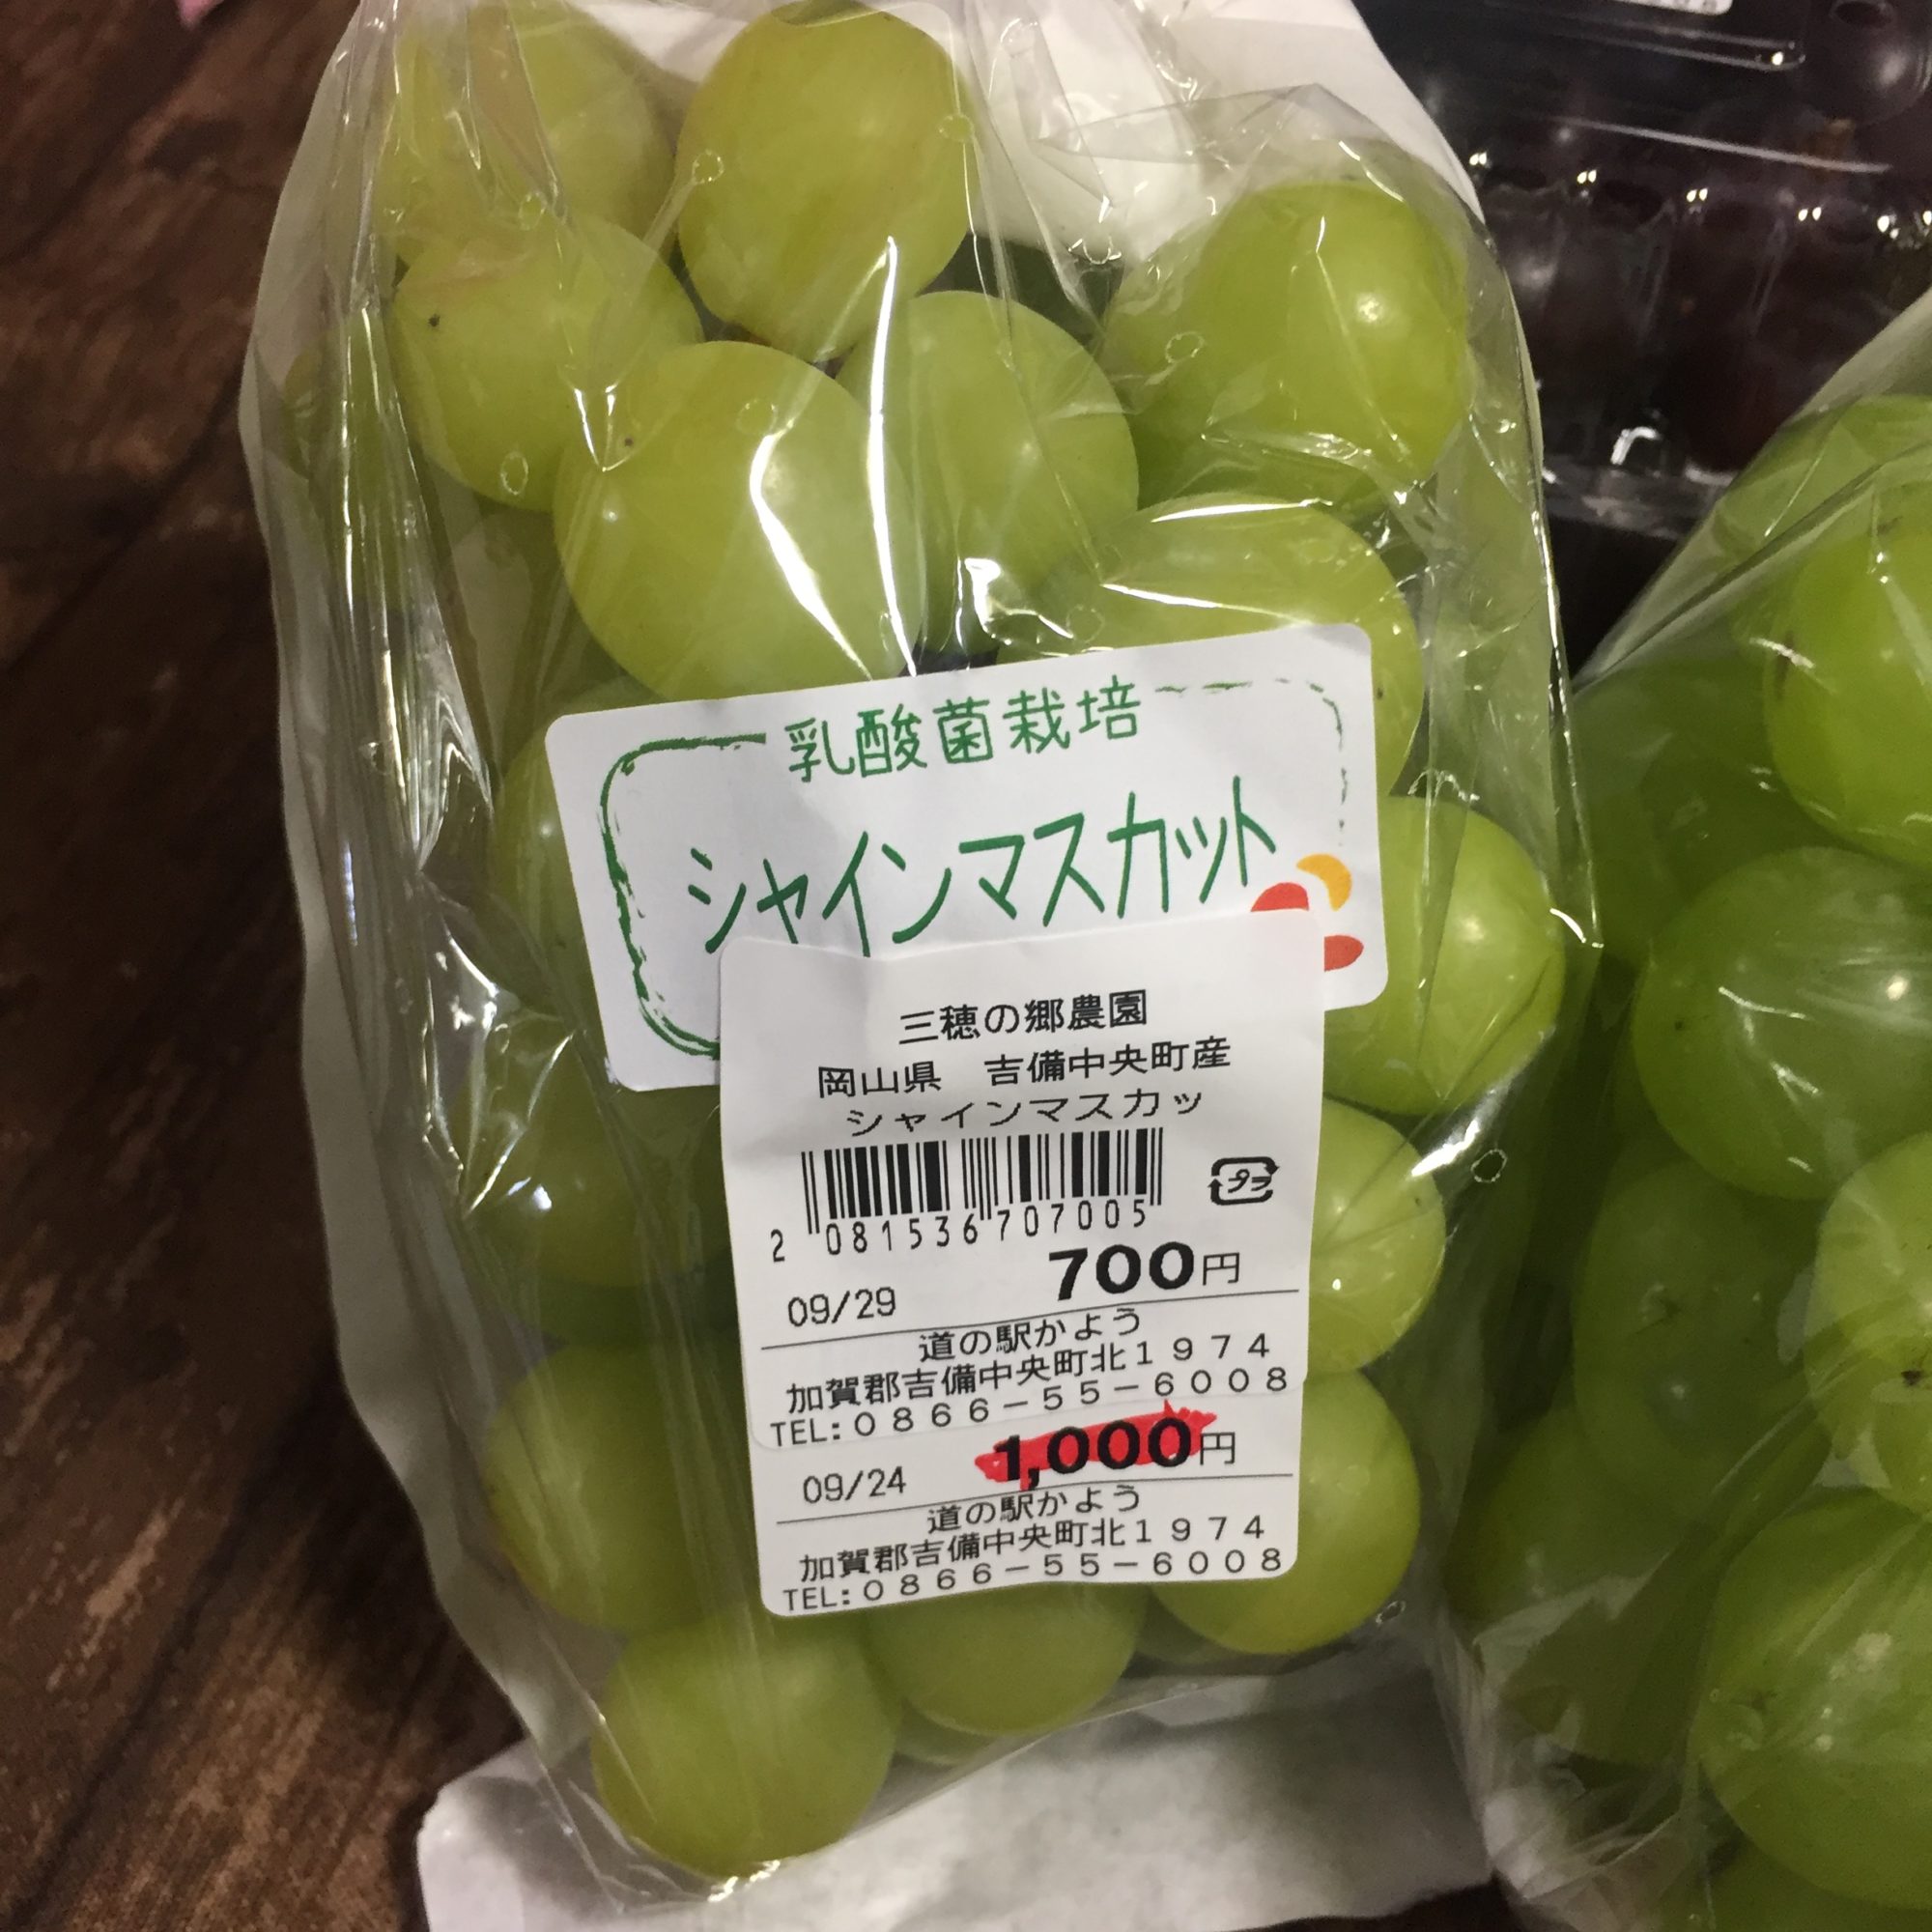 乳酸菌栽培
シャインマスカット
三穂の郷農園
岡山県　吉備中央町産
シャインマスカッ
プラ
2 081536 707005
700円
09/29
道の駅かよう
加賀郡吉備中央町北1974
TEL:0866-55-6008
1,000円
09/24
道の駅かよう
加賀郡吉備中央町北1974
TEL:0866-55-6008